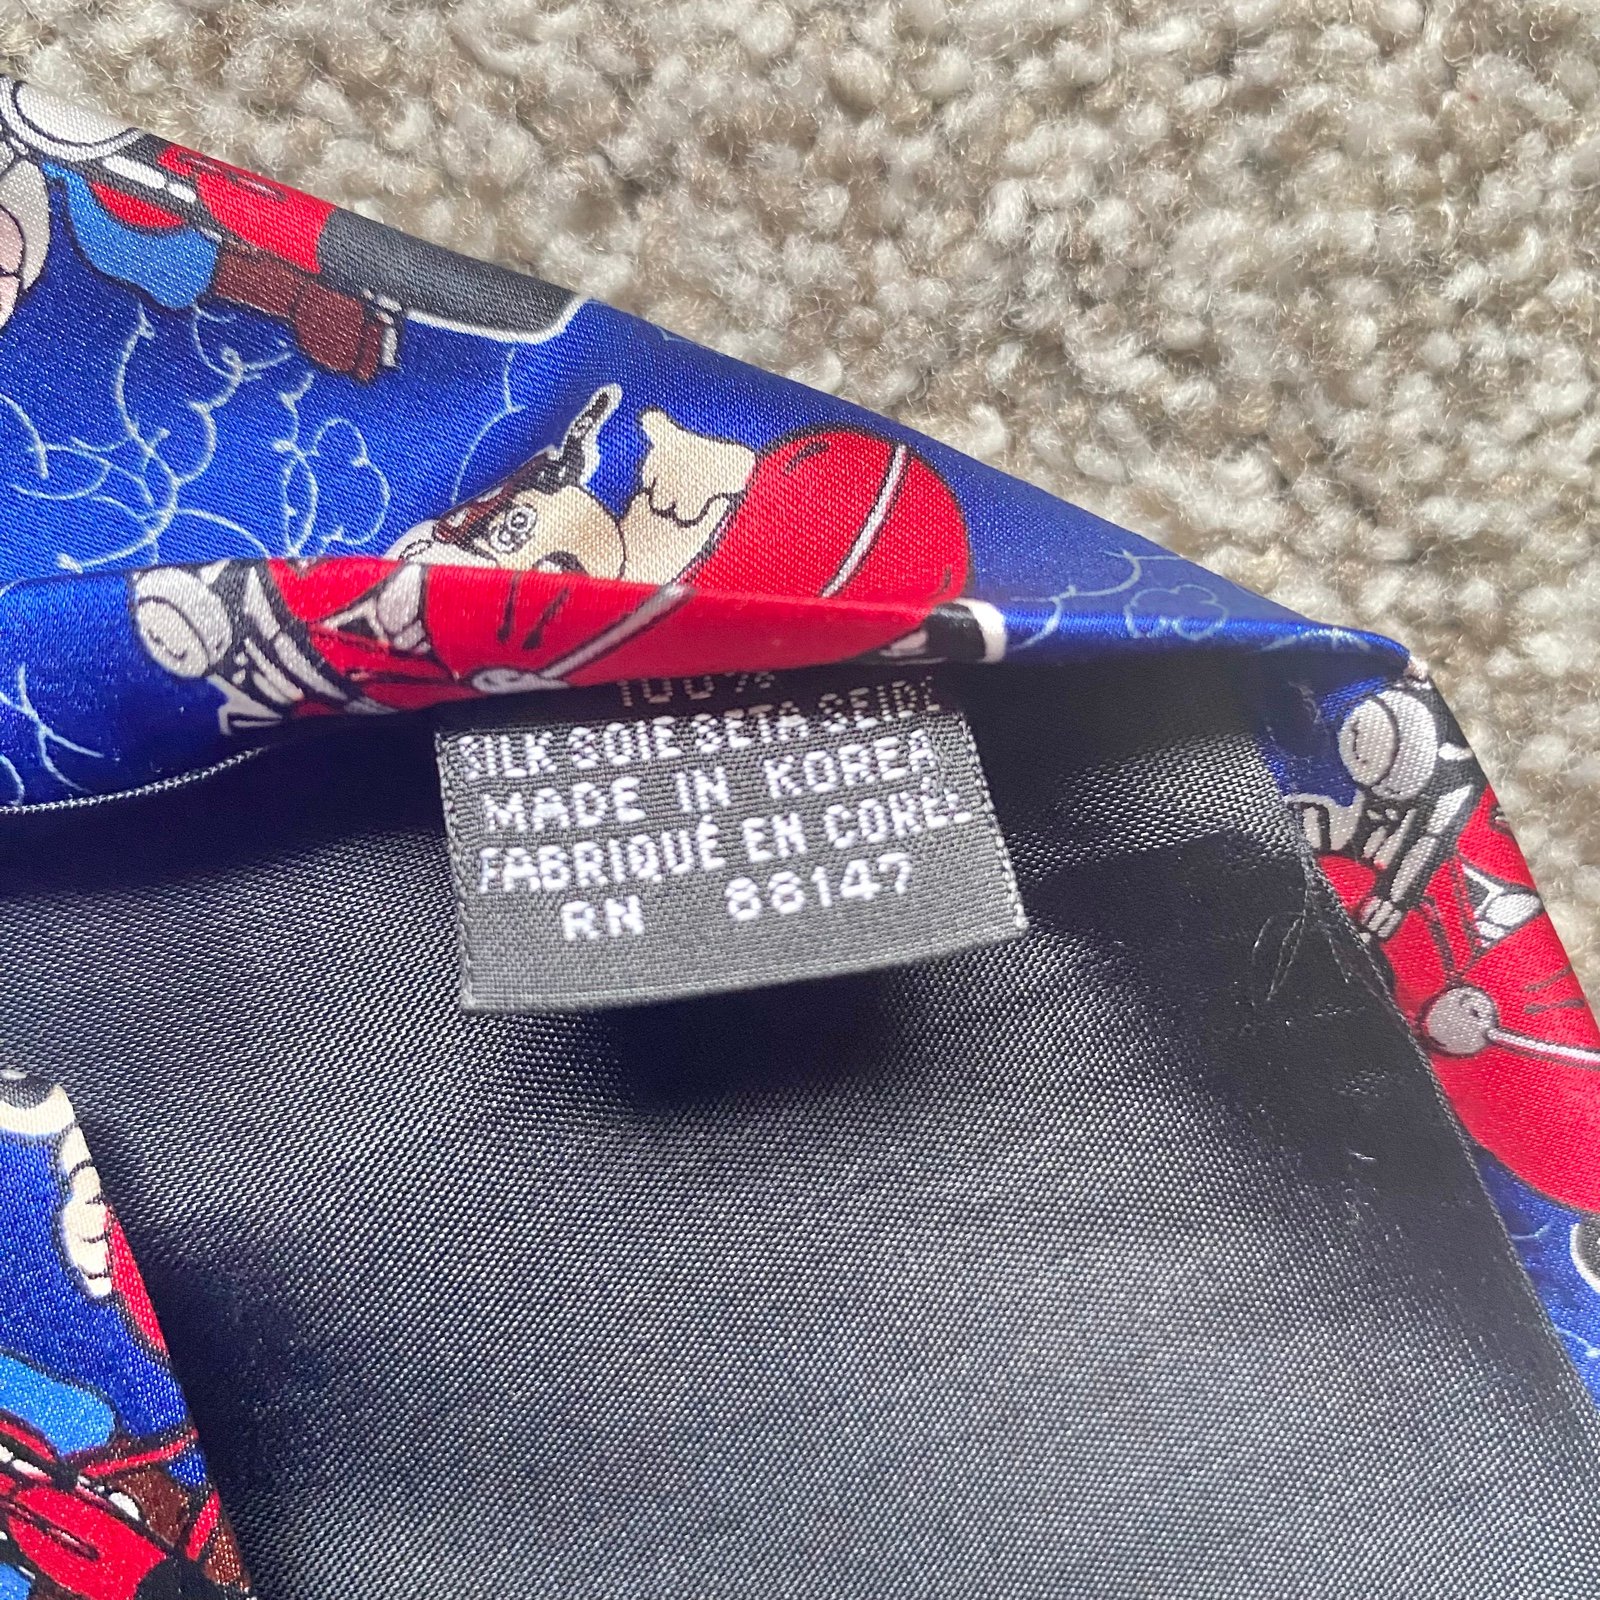 100%
SILK SOIE SETA SEIDE
MADE IN KOREA
FABRIQUÉ EN CORÉE
RN 88147